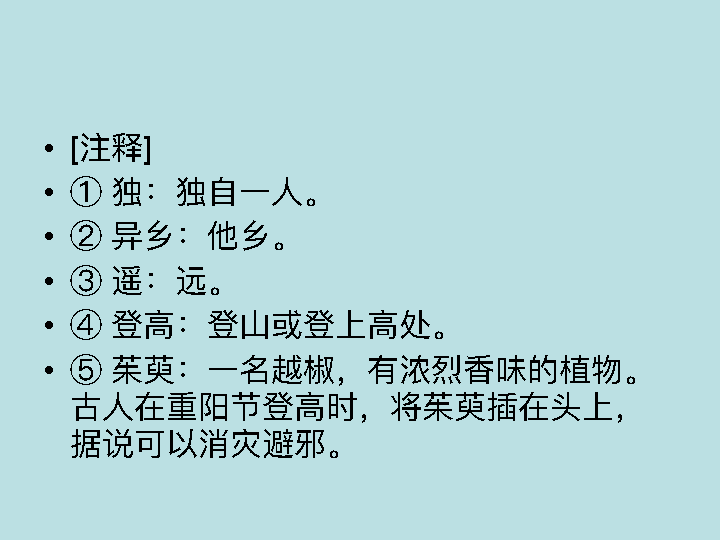 • [注释]
• ① 独：独自一人。
• ② 异乡：他乡。
• ③ 遥：远。
• ④ 登高：登山或登上高处。
• ⑤ 茱萸：一名越椒，有浓烈香味的植物。
古人在重阳节登高时，将茱萸插在头上，
据说可以消灾避邪。